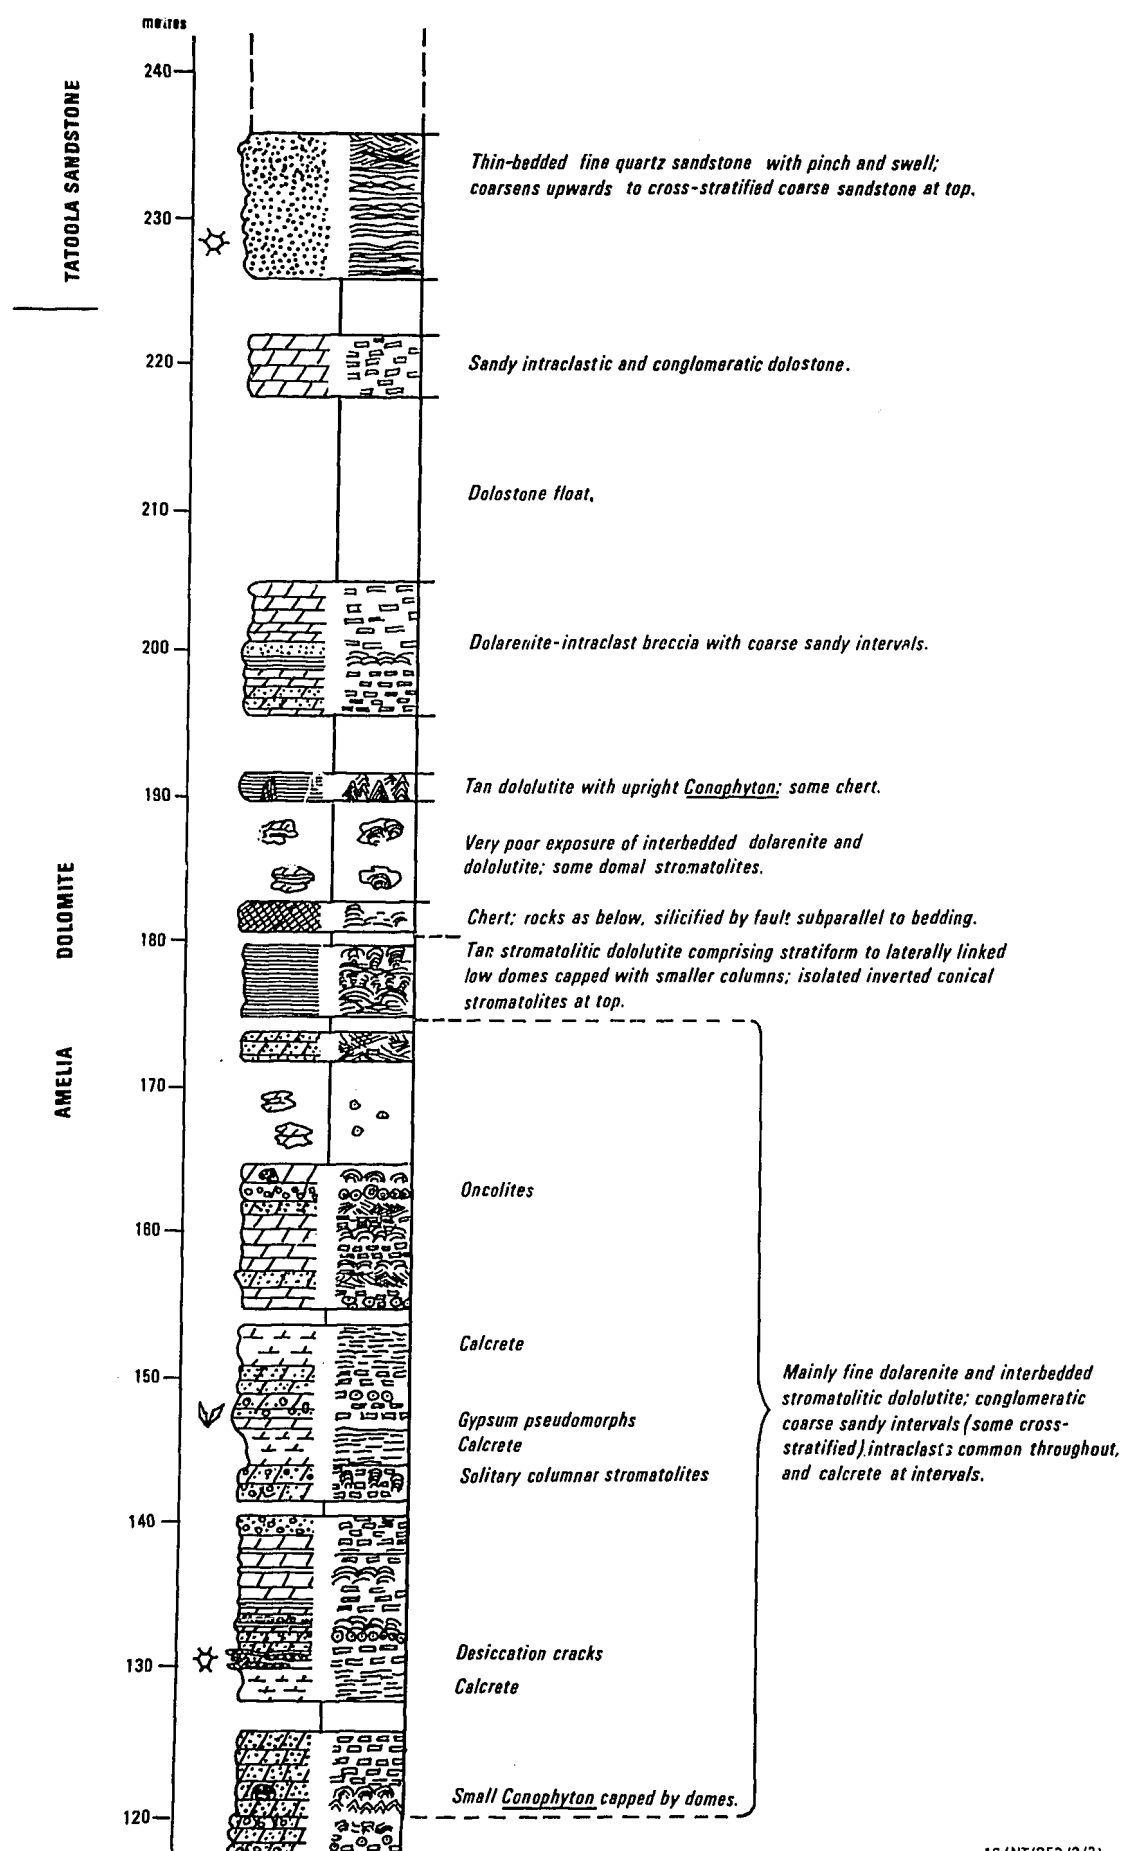 metres
240
TATOOLA SANDSTONE
Thin-bedded fine quartz sandstone with pinch and swell;
coarsens upwards to cross-stratified coarse sandstone at top.
230
220
Sandy intraclastic and conglomeratic dolostone.
210
Dolostone float.
200
Dolarenite-intraclast breccia with coarse sandy intervals.
190
Tan dololutite with upright Conophyton; some chert.
Very poor exposure of interbedded dolarenite and
dololutite; some domal stromatolites.
AMELIA DOLOMITE
Chert; rocks as below, silicified by fault subparallel to bedding.
180
Tan stromatolitic dololutite comprising stratiform to laterally linked
low domes capped with smaller columns; isolated inverted conical
stromatolites at top.
170
Oncolites
160
Calcrete
150
Mainly fine dolarenite and interbedded
stromatolitic dololutite; conglomeratic
coarse sandy intervals (some cross-
stratified), intraclasts common throughout,
and calcrete at intervals.
Gypsum pseudomorphs
Calcrete
Solitary columnar stromatolites
140
Desiccation cracks
130
Calcrete
Small Conophyton capped by domes.
120